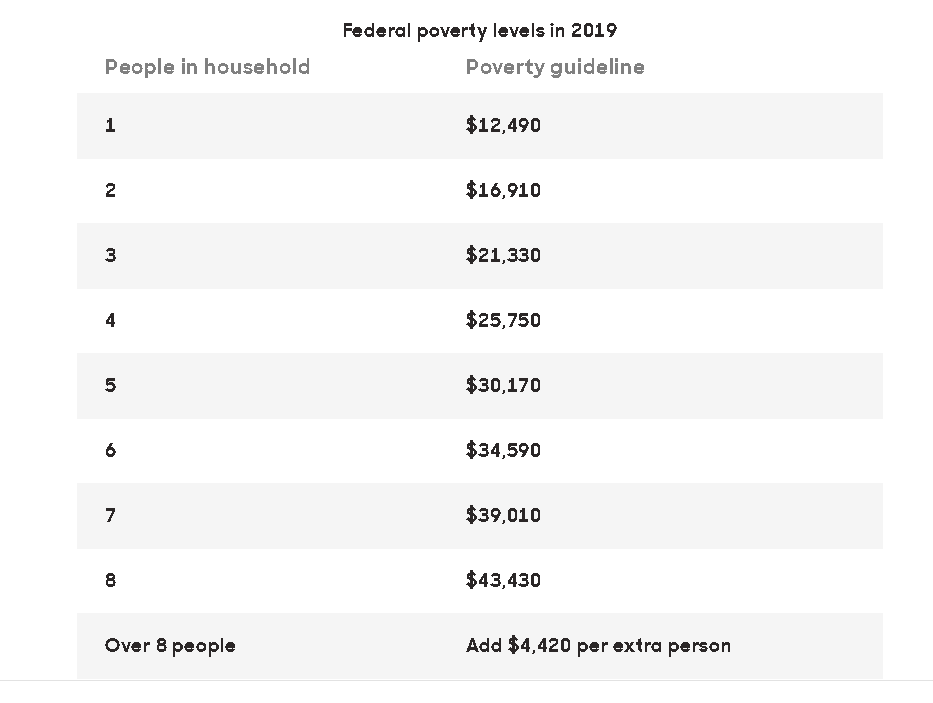 Federal poverty levels in 2019
People in household Poverty guideline
1 $12,490
2 $16,910
3 $21,330
4 $25,750
5 $30,170
6 $34,590
7 $39,010
8 $43,430
Over 8 people Add $4,420 per extra person